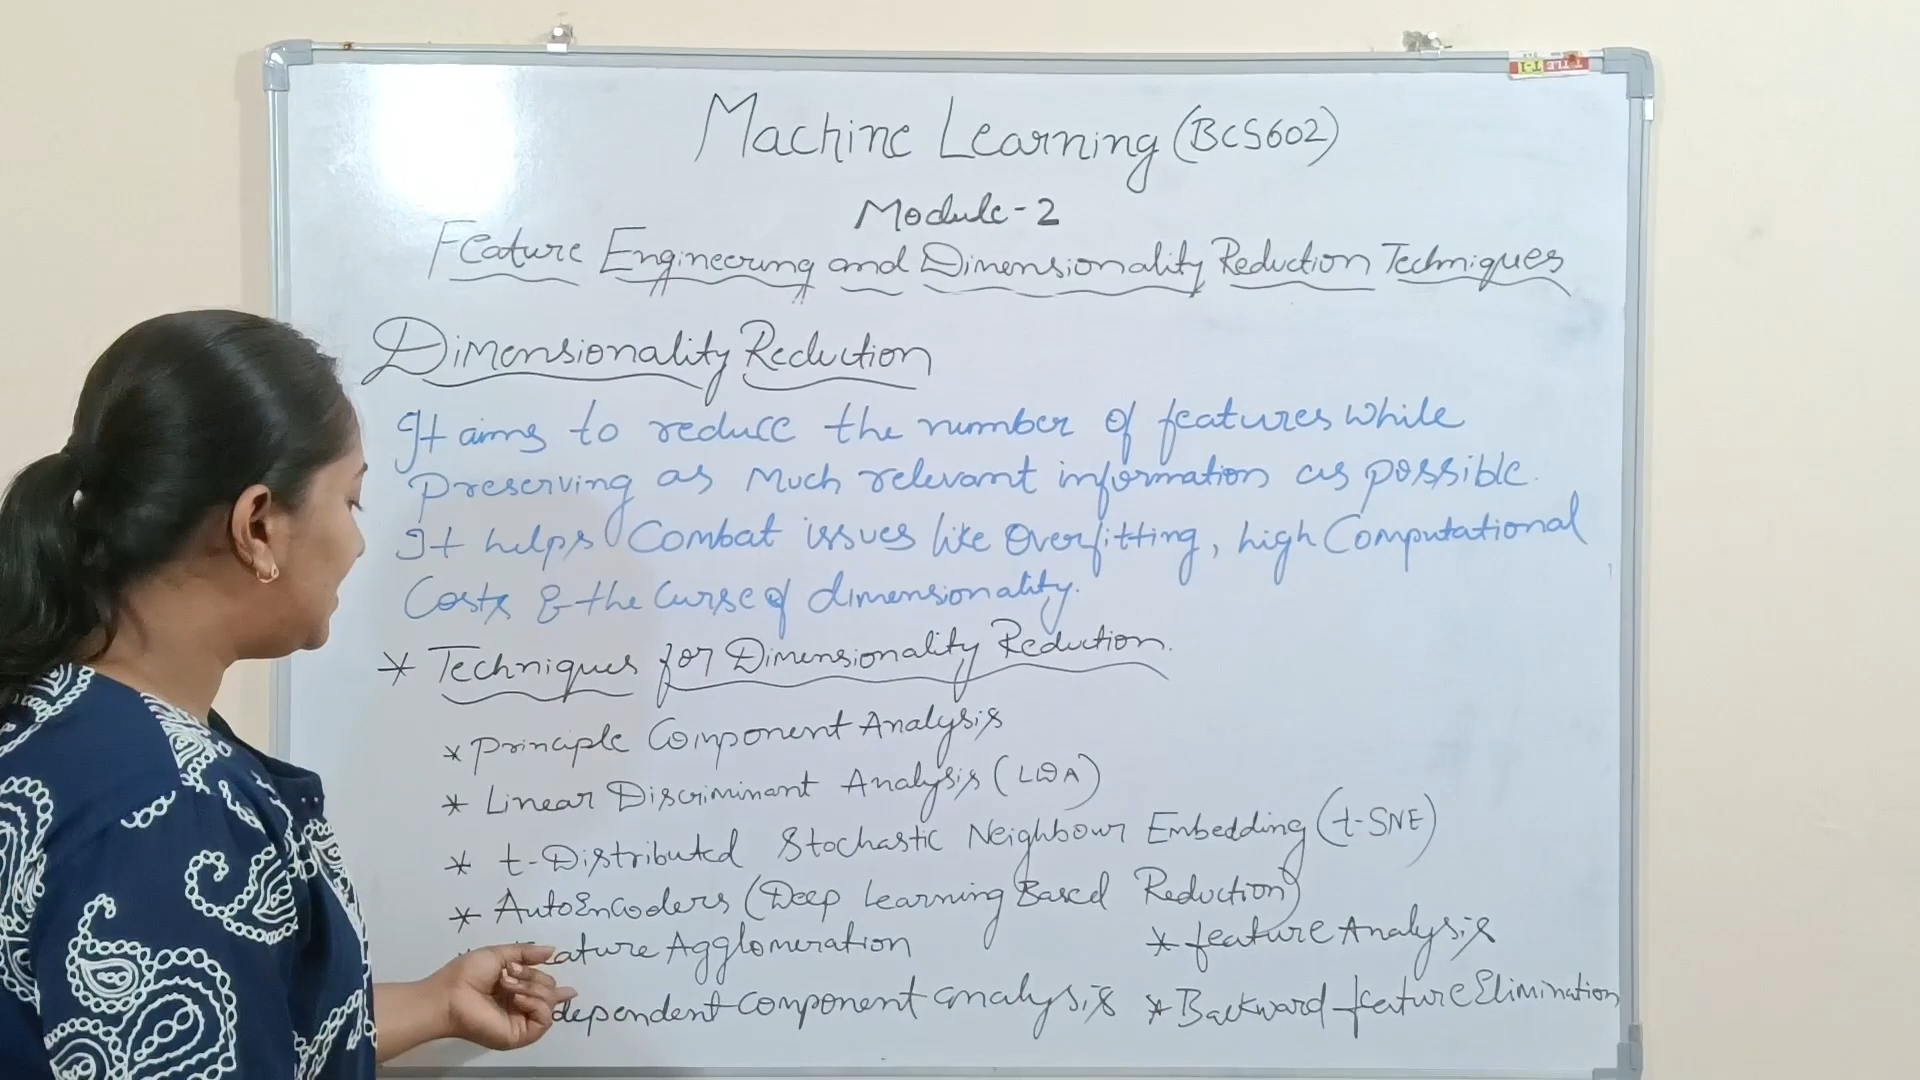 Machine Learning (BCS602)
Module-2
Feature Engineering and Dimensionality Reduction Techniques
Dimensionality Reduction
It aims to reduce the number of features while
preserving as much relevant information as possible.
It helps Combat issues like Overfitting, high Computational
Costs & the curse of dimensionality.
* Techniques for Dimensionality Reduction.
* Principle Component Analysis
* Linear Discriminant Analysis (LDA)
* t-Distributed Stochastic Neighbour Embedding (t-SNE)
* AutoEncoders (Deep Learning Based Reduction)
ature Agglomeration * feature Analysis
dependent component analysis * Backward feature Elimination